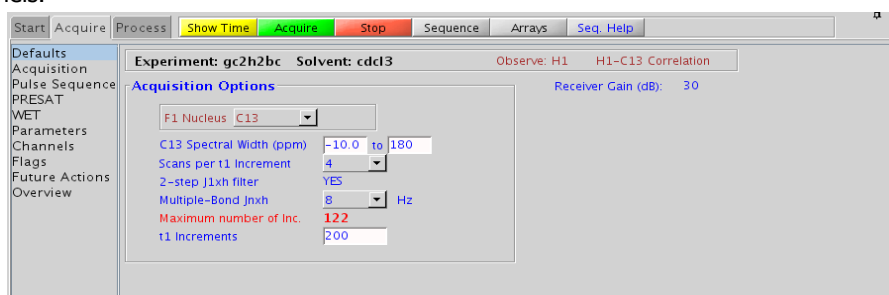 Start Acquire Process Show Time Acquire Stop Sequence Arrays Seq. Help
Defaults
Acquisition
Pulse Sequence
PRESAT
WET
Parameters
Channels
Flags
Future Actions
Overview
Experiment: gc2h2bc Solvent: cdcl3 Observe: H1 H1-C13 Correlation
Acquisition Options Receiver Gain (dB): 30
F1 Nucleus C13
C13 Spectral Width (ppm) -10.0 to 180
Scans per t1 Increment 4
2-step J1xh filter YES
Multiple-Bond Jnxh 8 Hz
Maximum number of Inc. 122
t1 Increments 200